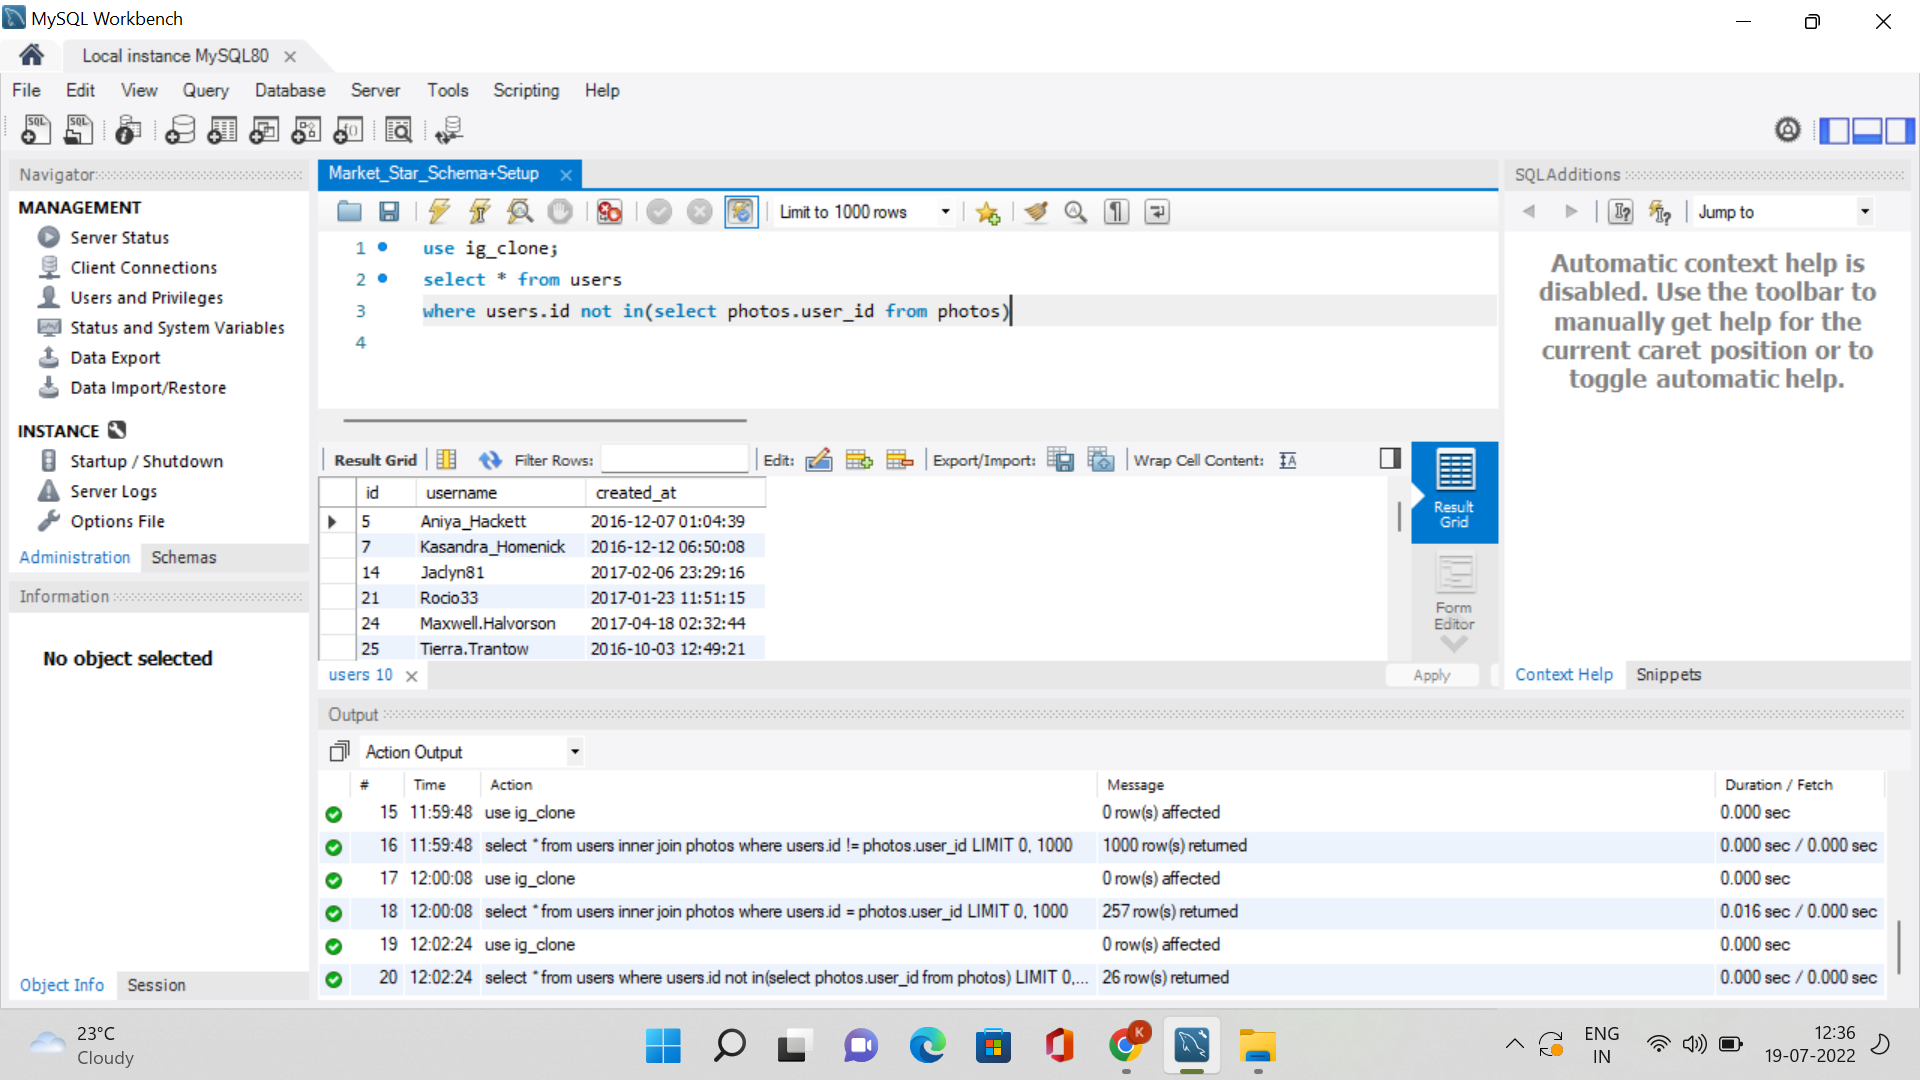 MySQL Workbench
Local instance MySQL80
File Edit View Query Database Server Tools Scripting Help
Navigator
MANAGEMENT
Server Status
Client Connections
Users and Privileges
Status and System Variables
Data Export
Data Import/Restore
INSTANCE
Startup / Shutdown
Server Logs
Options File
Administration Schemas
Information
No object selected
Object Info Session
Market_Star_Schema+Setup
Limit to 1000 rows
1 use ig_clone;
2 select * from users
3 where users.id not in(select photos.user_id from photos)
4
Result Grid Filter Rows: Edit: Export/Import: Wrap Cell Content:
id username created_at
5 Aniya_Hackett 2016-12-07 01:04:39
7 Kasandra_Homenick 2016-12-12 06:50:08
14 Jaclyn81 2017-02-06 23:29:16
21 Rocio33 2017-01-23 11:51:15
24 Maxwell.Halvorson 2017-04-18 02:32:44
25 Tierra.Trantow 2016-10-03 12:49:21
Result
Grid
Form
Editor
users 10
Apply
SQLAdditions
Jump to
Automatic context help is
disabled. Use the toolbar to
manually get help for the
current caret position or to
toggle automatic help.
Context Help Snippets
Output
Action Output
# Time Action Message Duration / Fetch
15 11:59:48 use ig_clone 0 row(s) affected 0.000 sec
16 11:59:48 select * from users inner join photos where users.id != photos.user_id LIMIT 0, 1000 1000 row(s) returned 0.000 sec / 0.000 sec
17 12:00:08 use ig_clone 0 row(s) affected 0.000 sec
18 12:00:08 select * from users inner join photos where users.id = photos.user_id LIMIT 0, 1000 257 row(s) returned 0.016 sec / 0.000 sec
19 12:02:24 use ig_clone 0 row(s) affected 0.000 sec
20 12:02:24 select * from users where users.id not in(select photos.user_id from photos) LIMIT 0,... 26 row(s) returned 0.000 sec / 0.000 sec
23°C
Cloudy
K
ENG
IN
12:36
19-07-2022